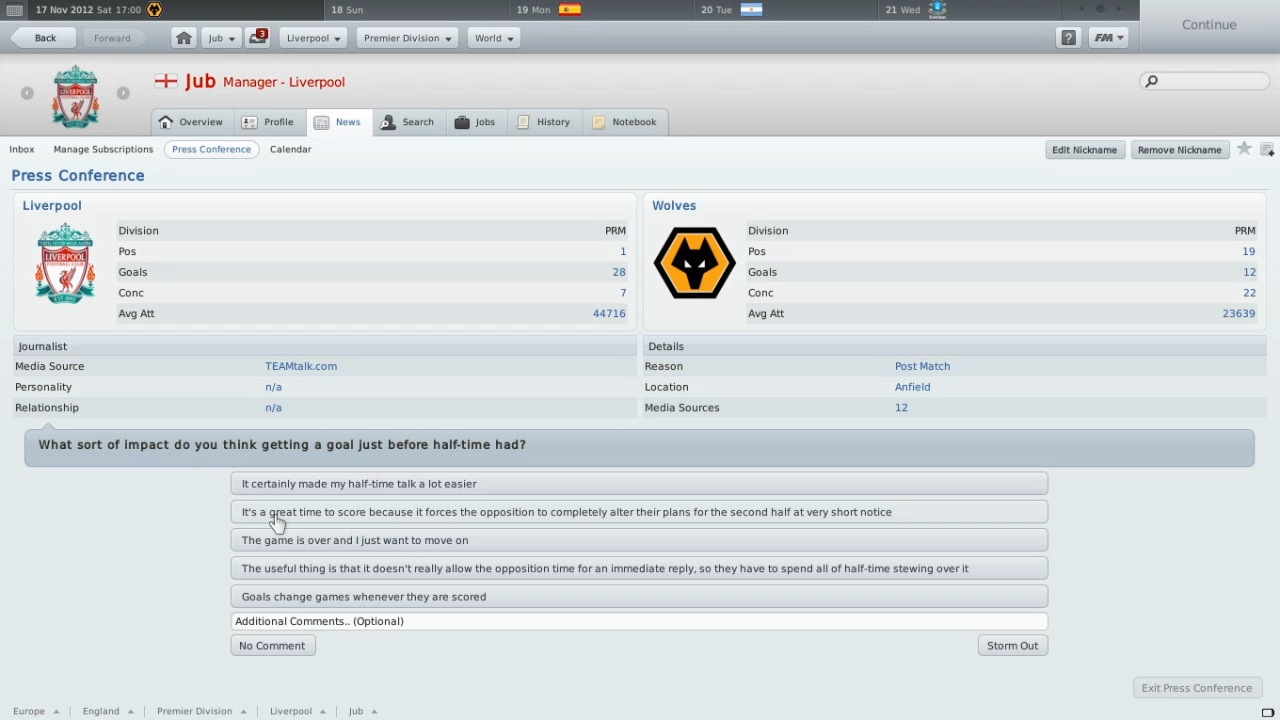 17 Nov 2012 Sat 17:00
18 Sun
19 Mon
20 Tue
21 Wed
Continue
Back
Forward
Job
3
Liverpool
Premier Division
World
?
FM
Jub Manager - Liverpool
Overview
Profile
News
Search
Jobs
History
Notebook
Inbox
Manage Subscriptions
Press Conference
Calendar
Edit Nickname
Remove Nickname
Press Conference
Liverpool
Division PRM
Pos 1
Goals 28
Conc 7
Avg Att 44716
LIVERPOOL
Wolves
Division PRM
Pos 19
Goals 12
Conc 22
Avg Att 23639
Journalist
Media Source TEAMtalk.com
Personality n/a
Relationship n/a
Details
Reason Post Match
Location Anfield
Media Sources 12
What sort of impact do you think getting a goal just before half-time had?
It certainly made my half-time talk a lot easier
It's a great time to score because it forces the opposition to completely alter their plans for the second half at very short notice
The game is over and I just want to move on
The useful thing is that it doesn't really allow the opposition time for an immediate reply, so they have to spend all of half-time stewing over it
Goals change games whenever they are scored
Additional Comments.. (Optional)
No Comment
Storm Out
Exit Press Conference
Europe
England
Premier Division
Liverpool
Jub